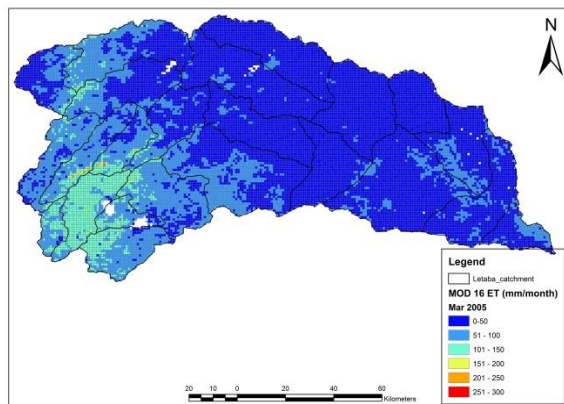 N
Legend
Letaba_catchment
MOD 16 ET (mm/month)
Mar 2005
0-50
51 - 100
101 - 150
151 - 200
201 - 250
251 - 300
20 10 0 20 40 60
Kilometers